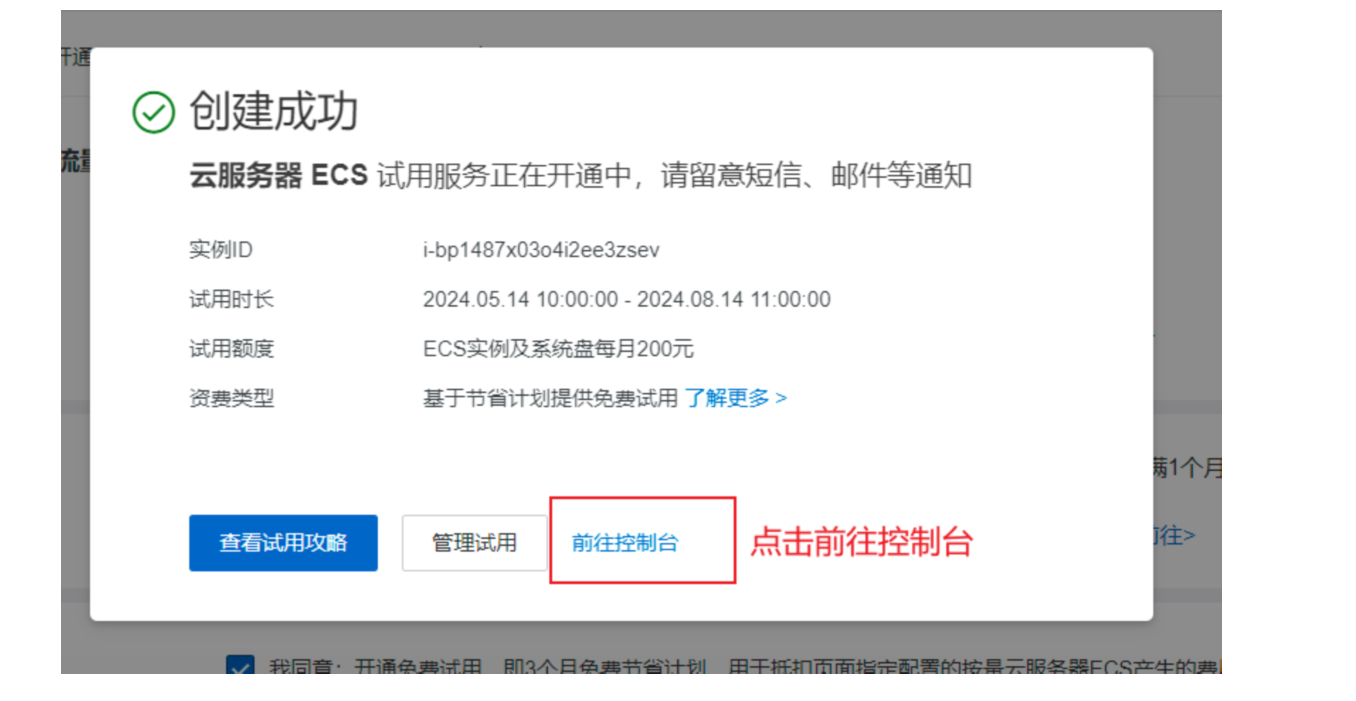 开通
创建成功
流量
云服务器 ECS 试用服务正在开通中，请留意短信、邮件等通知
实例ID i-bp1487x03o4i2ee3zsev
试用时长 2024.05.14 10:00:00 - 2024.08.14 11:00:00
试用额度 ECS实例及系统盘每月200元
资费类型 基于节省计划提供免费试用 了解更多 >
满1个月
查看试用攻略 管理试用 前往控制台 点击前往控制台 前往>
我同意：开通免费试用，即3个月免费节省计划，用于抵扣页面指定配置的按量云服务器ECS产生的费